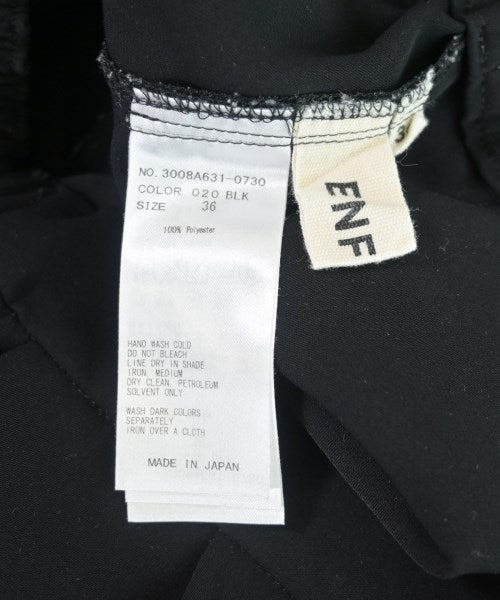 NO. 3008A631-0730
COLOR 020 BLK
SIZE 36
100% Polyester
HAND WASH COLD
DO NOT BLEACH
LINE DRY IN SHADE
IRON, MEDIUM
DRY CLEAN, PETROLEUM
SOLVENT ONLY
WASH DARK COLORS
SEPARATELY
IRON OVER A CLOTH
MADE IN JAPAN
ENF
3